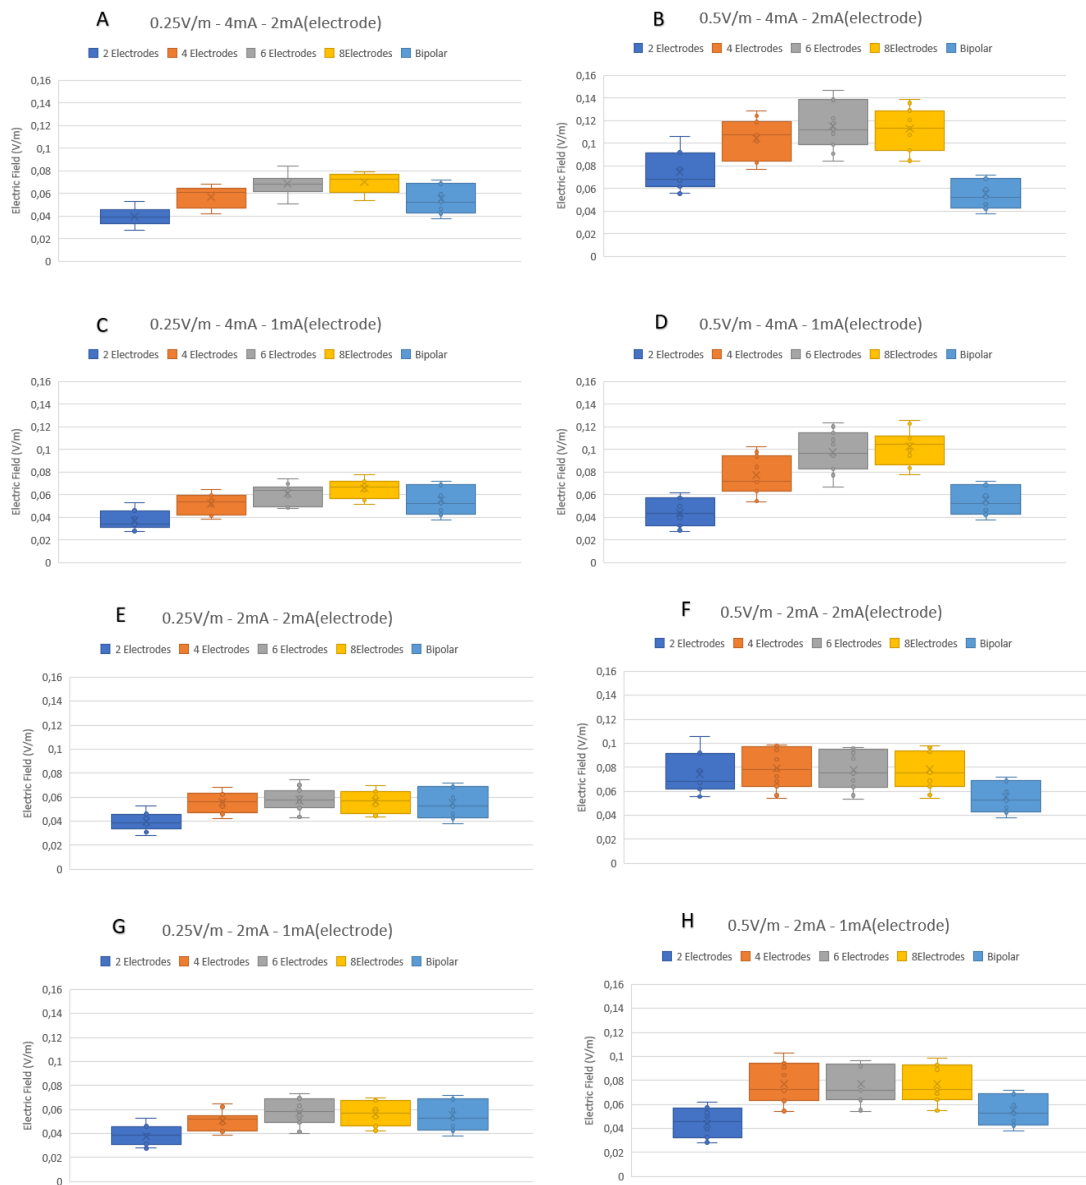 A
0.25V/m - 4mA - 2mA(electrode)
2 Electrodes 4 Electrodes 6 Electrodes 8Electrodes Bipolar
Electric Field (V/m)
0,16
0,14
0,12
0,1
0,08
0,06
0,04
0,02
0
B
0.5V/m - 4mA - 2mA(electrode)
2 Electrodes 4 Electrodes 6 Electrodes 8Electrodes Bipolar
Electric Field (V/m)
0,16
0,14
0,12
0,1
0,08
0,06
0,04
0,02
0
C
0.25V/m - 4mA - 1mA(electrode)
2 Electrodes 4 Electrodes 6 Electrodes 8Electrodes Bipolar
Electric Field (V/m)
0,16
0,14
0,12
0,1
0,08
0,06
0,04
0,02
0
D
0.5V/m - 4mA - 1mA(electrode)
2 Electrodes 4 Electrodes 6 Electrodes 8Electrodes Bipolar
Electric Field (V/m)
0,16
0,14
0,12
0,1
0,08
0,06
0,04
0,02
0
E
0.25V/m - 2mA - 2mA(electrode)
2 Electrodes 4 Electrodes 6 Electrodes 8Electrodes Bipolar
Electric Field (V/m)
0,16
0,14
0,12
0,1
0,08
0,06
0,04
0,02
0
F
0.5V/m - 2mA - 2mA(electrode)
2 Electrodes 4 Electrodes 6 Electrodes 8Electrodes Bipolar
Electric Field (V/m)
0,16
0,14
0,12
0,1
0,08
0,06
0,04
0,02
0
G
0.25V/m - 2mA - 1mA(electrode)
2 Electrodes 4 Electrodes 6 Electrodes 8Electrodes Bipolar
Electric Field (V/m)
0,16
0,14
0,12
0,1
0,08
0,06
0,04
0,02
0
H
0.5V/m - 2mA - 1mA(electrode)
2 Electrodes 4 Electrodes 6 Electrodes 8Electrodes Bipolar
Electric Field (V/m)
0,16
0,14
0,12
0,1
0,08
0,06
0,04
0,02
0